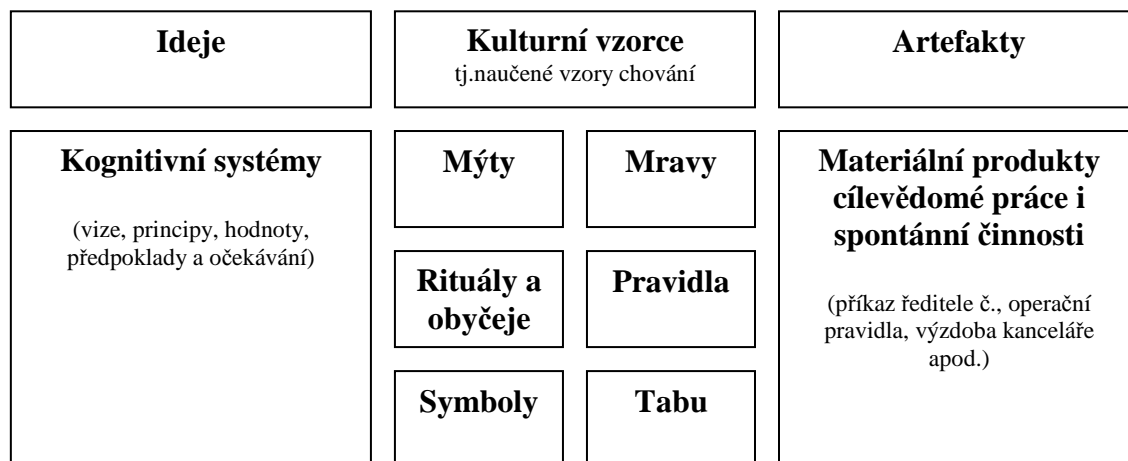 Ideje
Kulturní vzorce
tj.naučené vzory chování
Artefakty
Kognitivní systémy
(vize, principy, hodnoty,
předpoklady a očekávání)
Mýty
Mravy
Rituály a
obyčeje
Pravidla
Symboly
Tabu
Materiální produkty
cílevědomé práce i
spontánní činnosti
(příkaz ředitele č., operační
pravidla, výzdoba kanceláře
apod.)